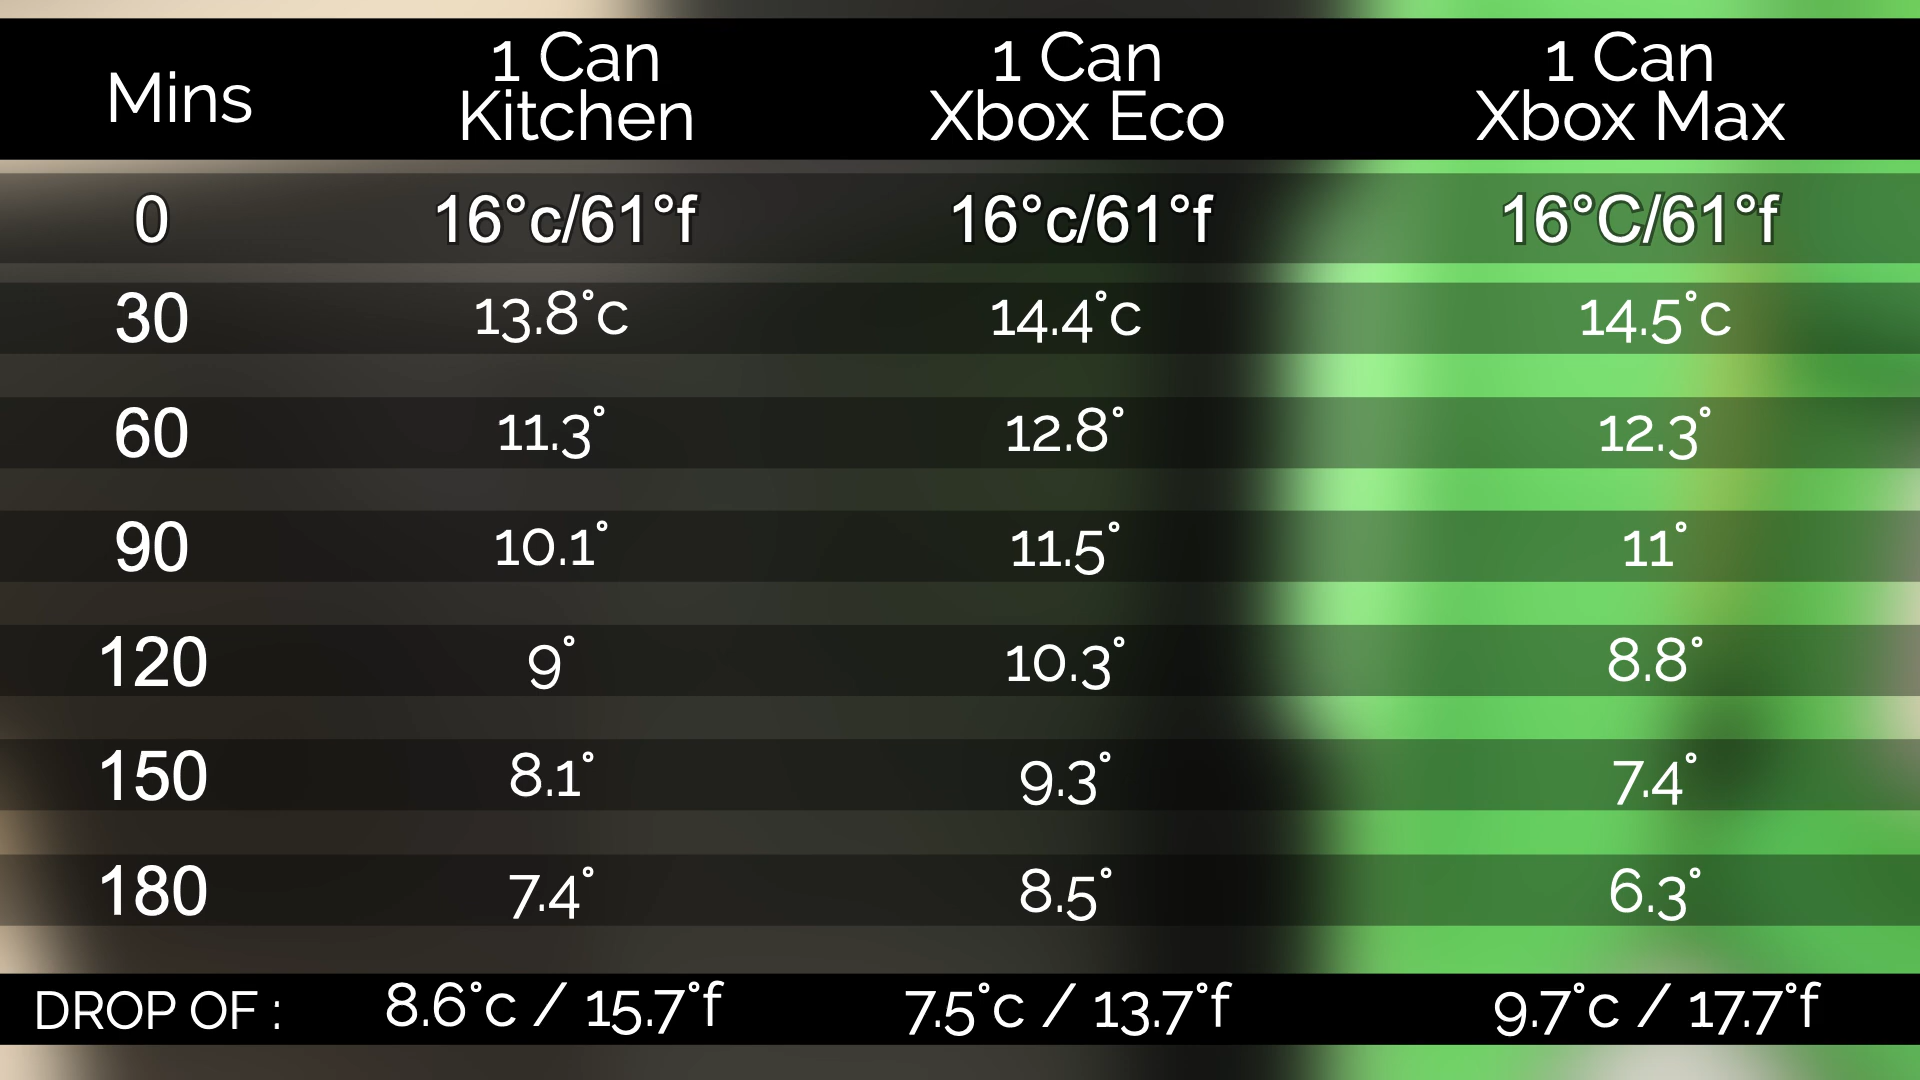 Mins 1 Can Kitchen 1 Can Xbox Eco 1 Can Xbox Max
0 16°c/61°f 16°c/61°f 16°C/61°f
30 13.8°c 14.4°c 14.5°c
60 11.3° 12.8° 12.3°
90 10.1° 11.5° 11°
120 9° 10.3° 8.8°
150 8.1° 9.3° 7.4°
180 7.4° 8.5° 6.3°
DROP OF : 8.6°c / 15.7°f 7.5°c / 13.7°f 9.7°c / 17.7°f